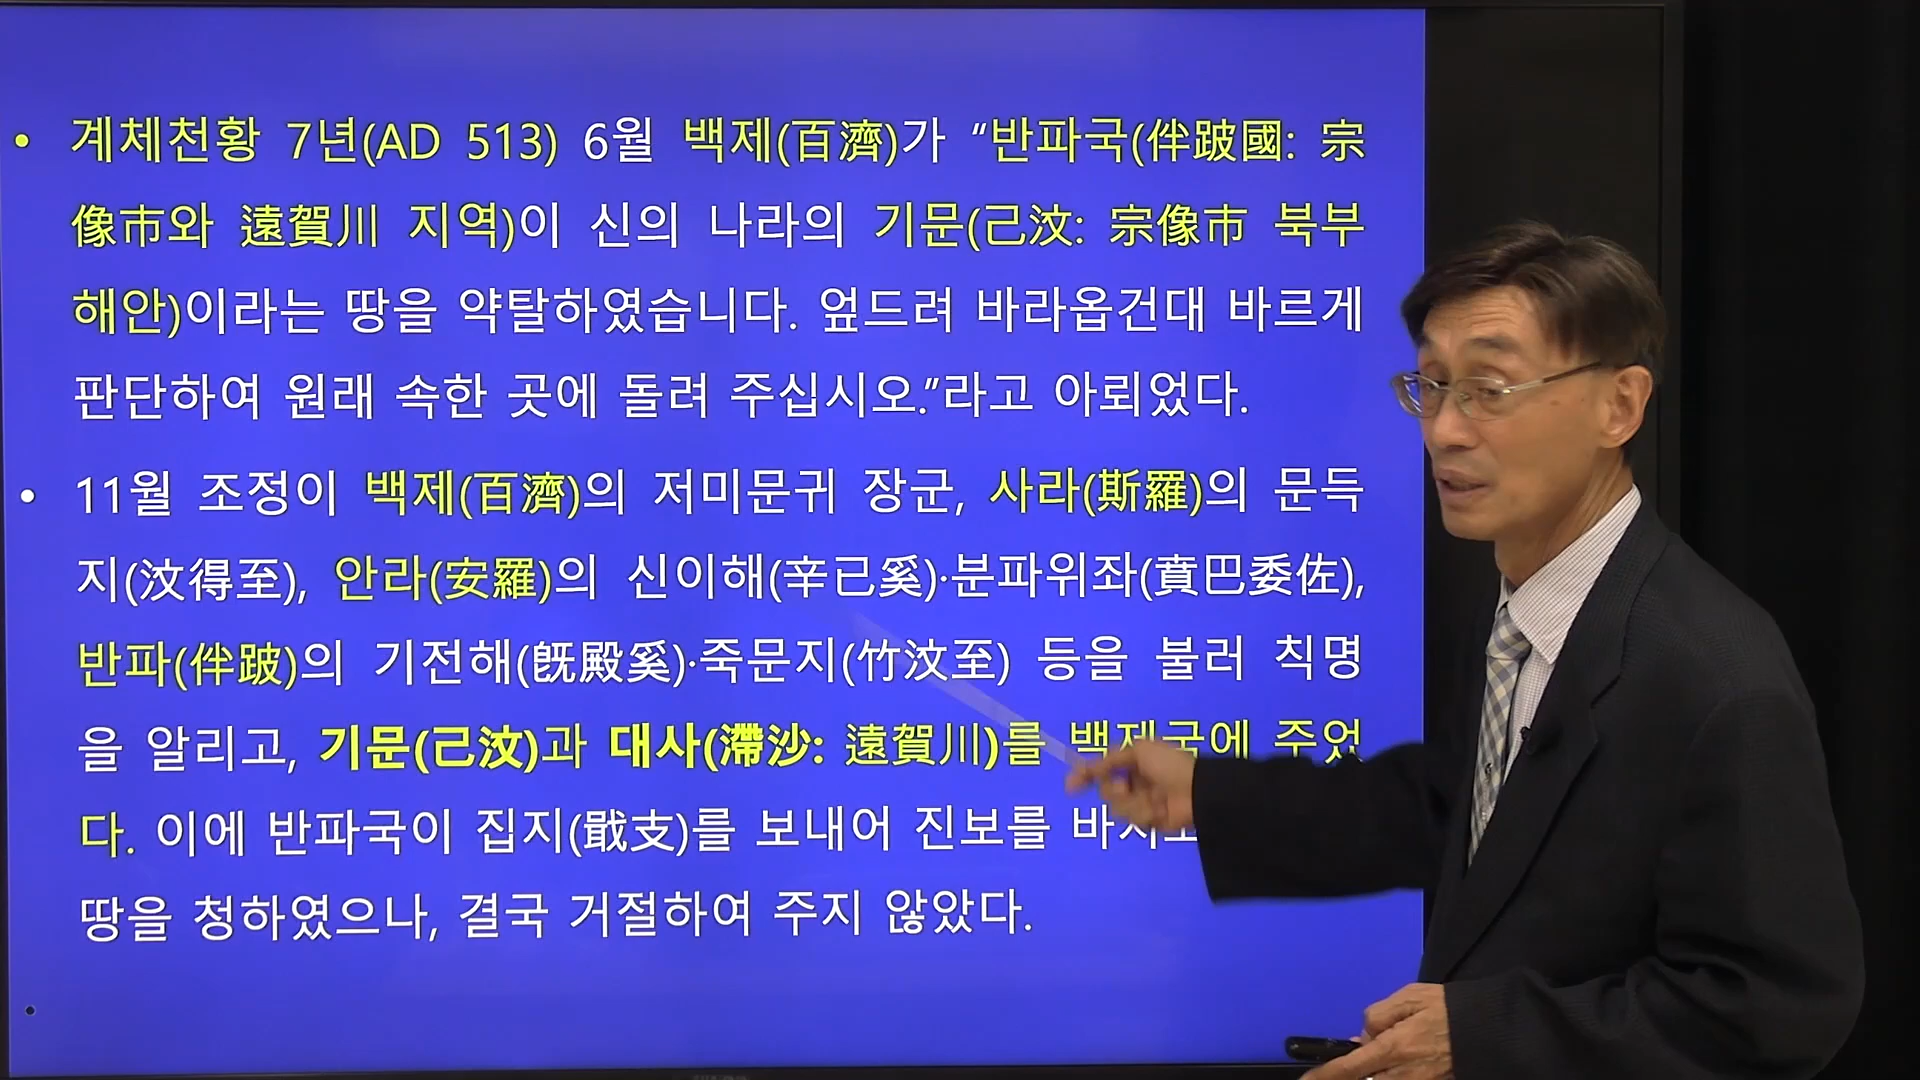 • 계체천황 7년(AD 513) 6월 백제(百濟)가 “반파국(伴跛國: 宗
像市와 遠賀川 지역)이 신의 나라의 기문(己汶: 宗像市 북부
해안)이라는 땅을 약탈하였습니다. 엎드려 바라옵건대 바르게
판단하여 원래 속한 곳에 돌려 주십시오.”라고 아뢰었다.
• 11월 조정이 백제(百濟)의 저미문귀 장군, 사라(斯羅)의 문득
지(汶得至), 안라(安羅)의 신이해(辛已奚)·분파위좌(賁巴委佐),
반파(伴跛)의 기전해(旣殿奚)·죽문지(竹汶至) 등을 불러 칙명
을 알리고, 기문(己汶)과 대사(滯沙: 遠賀川)를 백제국에 주었
다. 이에 반파국이 집지(戢支)를 보내어 진보를
땅을 청하였으나, 결국 거절하여 주지 않았다.
•